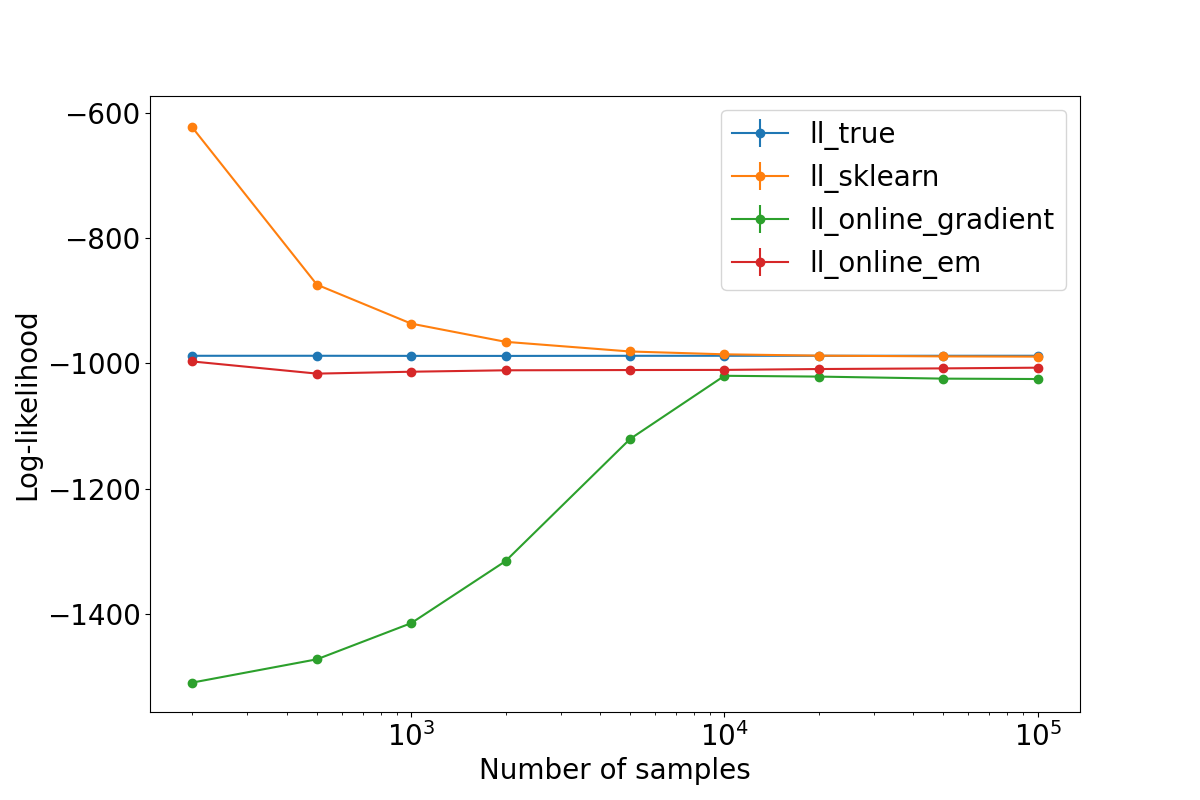 −600
−800
−1000
−1200
−1400
Log-likelihood
ll_true
ll_sklearn
ll_online_gradient
ll_online_em
10³
10⁴
10⁵
Number of samples